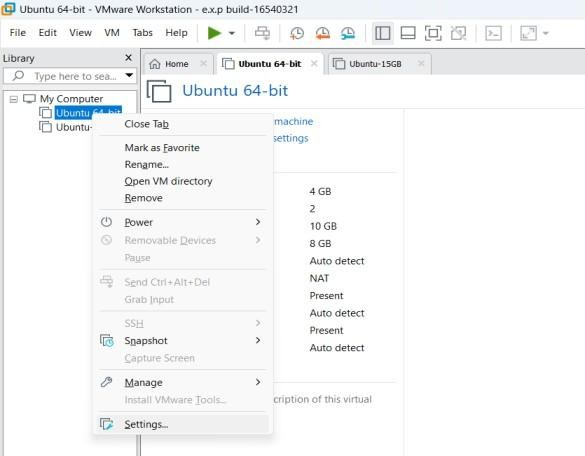 Ubuntu 64-bit - VMware Workstation - e.x.p build-16540321
File Edit View VM Tabs Help
Library
Type here to sea...
Home
Ubuntu 64-bit
Ubuntu-15GB
My Computer
Ubuntu 64-bit
Ubuntu-
Ubuntu 64-bit
machine
settings
Close Tab
Mark as Favorite
Rename...
Open VM directory
Remove
Power
Removable Devices
Pause
Send Ctrl+Alt+Del
Grab Input
SSH
Snapshot
Capture Screen
Manage
Install VMware Tools...
Settings...
4 GB
2
10 GB
8 GB
Auto detect
NAT
Present
Auto detect
Present
Auto detect
cription of this virtual